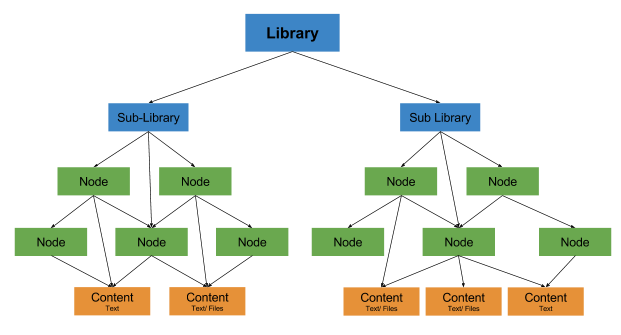 Library
Sub-Library
Sub Library
Node
Node
Node
Node
Node
Node
Node
Node
Node
Node
Content
Text
Content
Text/ Files
Content
Text/ Files
Content
Text/ Files
Content
Text